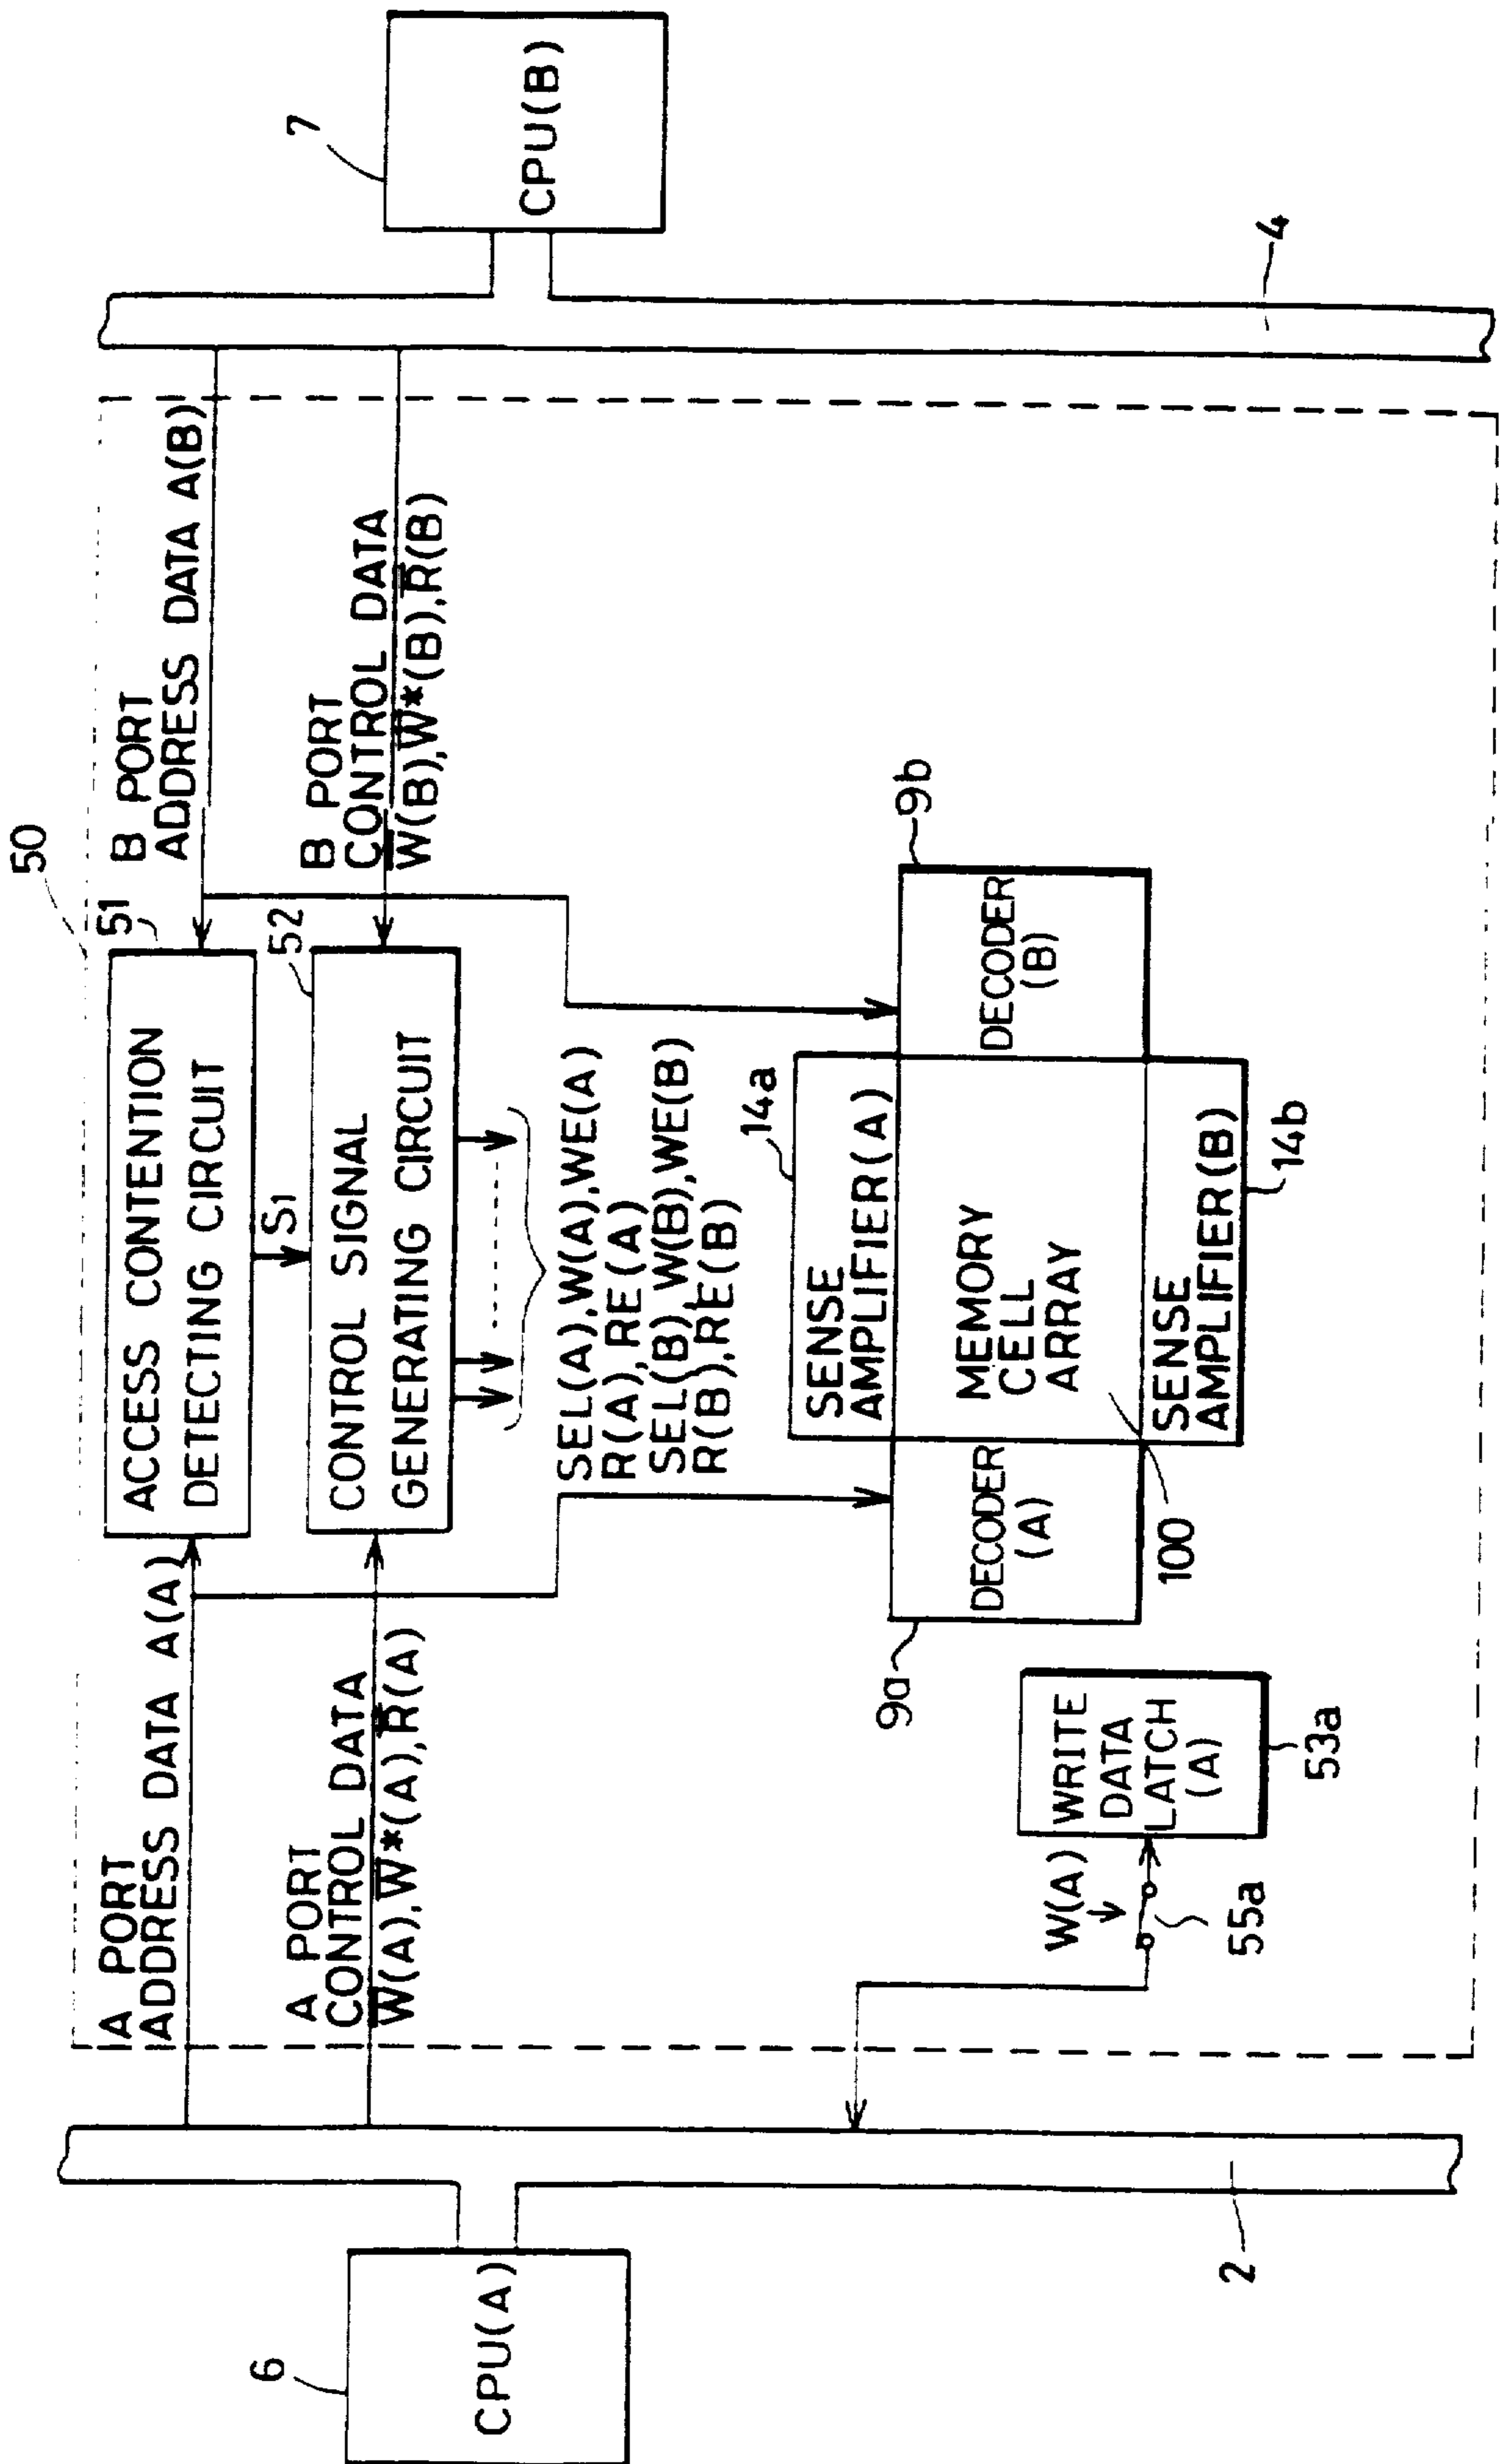 50
A PORT
ADDRESS DATA A(A)
51
ACCESS CONTENTION
DETECTING CIRCUIT
B PORT
ADDRESS DATA A(B)
S1
A PORT
CONTROL DATA
W̅(A),W̅*(A),R̅(A)
52
CONTROL SIGNAL
GENERATING CIRCUIT
B PORT
CONTROL DATA
W̅(B),W̅*(B),R̅(B)
6
CPU(A)
7
CPU(B)
SEL(A),W(A),WE(A)
R(A),RE(A)
SEL(B),W(B),WE(B)
R(B),RE(B)
14a
SENSE
AMPLIFIER(A)
9a
DECODER
(A)
MEMORY
CELL
ARRAY
100
DECODER
(B)
9b
SENSE
AMPLIFIER(B)
14b
W(A)
55a
WRITE
DATA
LATCH
(A)
53a
2
4